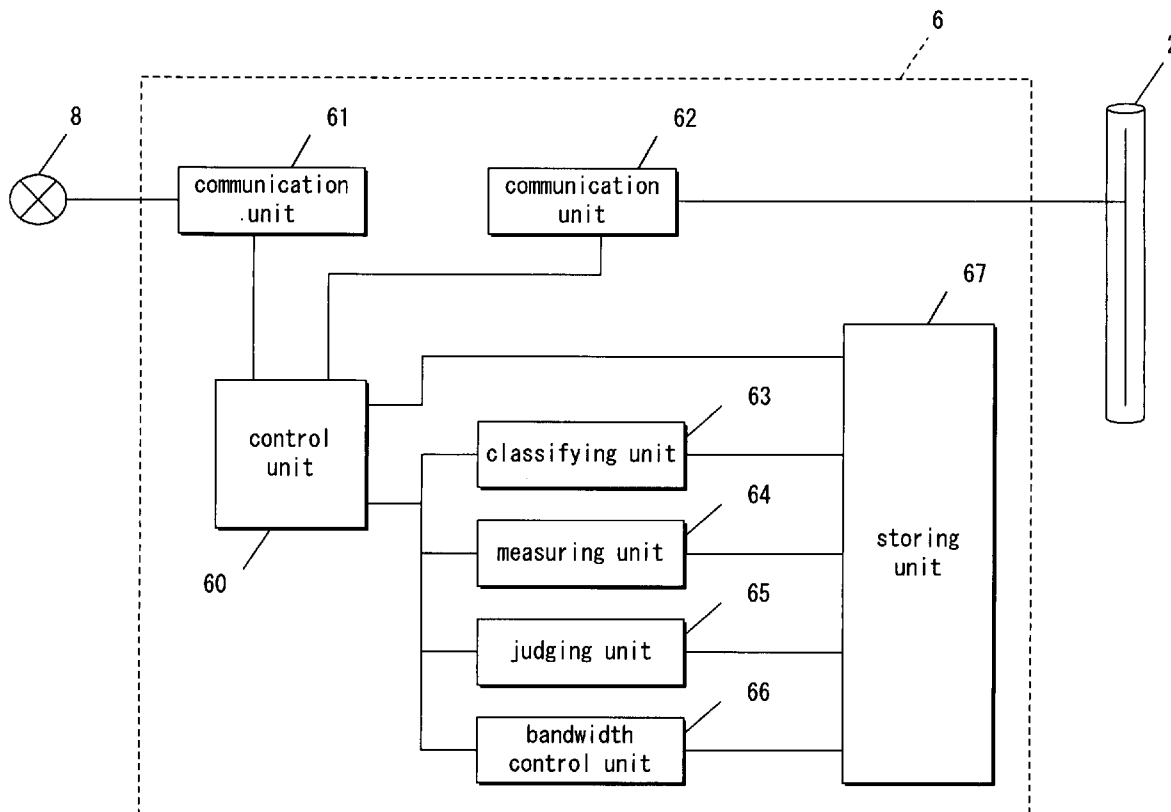 6
2
8
61
62
communication
unit
communication
unit
67
control
unit
60
63
classifying unit
64
measuring unit
65
judging unit
66
bandwidth
control unit
storing
unit